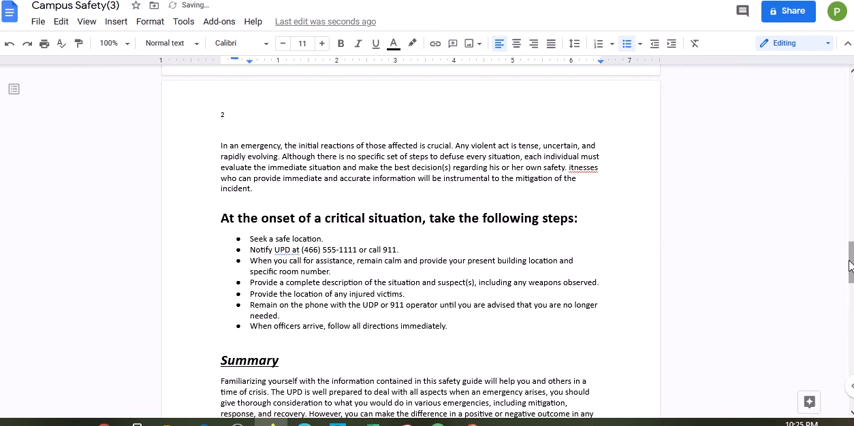 Campus Safety(3)
Saving...
File Edit View Insert Format Tools Add-ons Help Last edit was seconds ago
Share
P
100% Normal text Calibri − 11 + B I U A Editing
1 1 2 3 4 5 6 7
2
In an emergency, the initial reactions of those affected is crucial. Any violent act is tense, uncertain, and
rapidly evolving. Although there is no specific set of steps to defuse every situation, each individual must
evaluate the immediate situation and make the best decision(s) regarding his or her own safety. itnesses
who can provide immediate and accurate information will be instrumental to the mitigation of the
incident.
At the onset of a critical situation, take the following steps:
● Seek a safe location.
● Notify UPD at (466) 555-1111 or call 911.
● When you call for assistance, remain calm and provide your present building location and
specific room number.
● Provide a complete description of the situation and suspect(s), including any weapons observed.
● Provide the location of any injured victims.
● Remain on the phone with the UDP or 911 operator until you are advised that you are no longer
needed.
● When officers arrive, follow all directions immediately.
Summary
Familiarizing yourself with the information contained in this safety guide will help you and others in a
time of crisis. The UPD is well prepared to deal with all aspects when an emergency arises, you should
give thorough consideration to what you would do in various emergencies, including mitigation,
response, and recovery. However, you can make the difference in a positive or negative outcome in any
10:25 PM